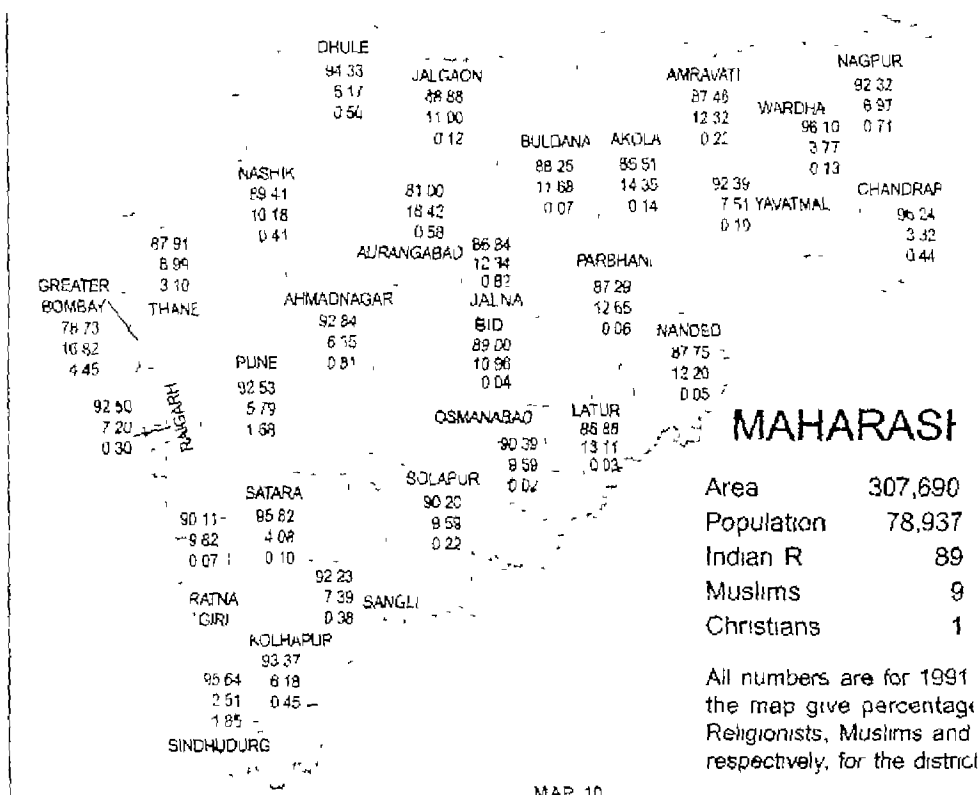 DHULE
94 33
5 17
0 50
JALGAON
88 88
11 00
0 12
AMRAVATI
87 46
12 32
0 22
NAGPUR
92 32
6 97
0 71
WARDHA
96 10
3 77
0 13
BULDANA
88 25
11 68
0 07
AKOLA
85 51
14 35
0 14
92 39
7 51 YAVATMAL
0 10
CHANDRAP
96 24
3 32
0 44
NASHIK
89 41
10 18
0 41
81 00
18 42
0 58
AURANGABAD
86 84
12 34
0 82
JALNA
PARBHANI
87 29
12 65
0 06
87 91
8 99
3 10
THANE
GREATER
BOMBAY
78 73
16 82
4 45
AHMADNAGAR
92 84
6 35
0 81
BID
89 00
10 96
0 04
NANDED
87 75
12 20
0 05
PUNE
92 53
5 79
1 68
92 50
7 20
0 30
RAIGARH
OSMANABAD
90 39
9 59
0 02
LATUR
86 86
13 11
0 03
MAHARASH
Area 307,690
Population 78,937
Indian R 89
Muslims 9
Christians 1
SATARA
95 82
4 08
0 10
SOLAPUR
90 20
9 58
0 22
90 11
9 82
0 07
RATNA
GIRI
92 23
7 39 SANGLI
0 38
KOLHAPUR
93 37
6 18
0 45
95 64
2 51
1 85
SINDHUDURG
All numbers are for 1991
the map give percentag
Religionists, Muslims and
respectively, for the district
MAP 10